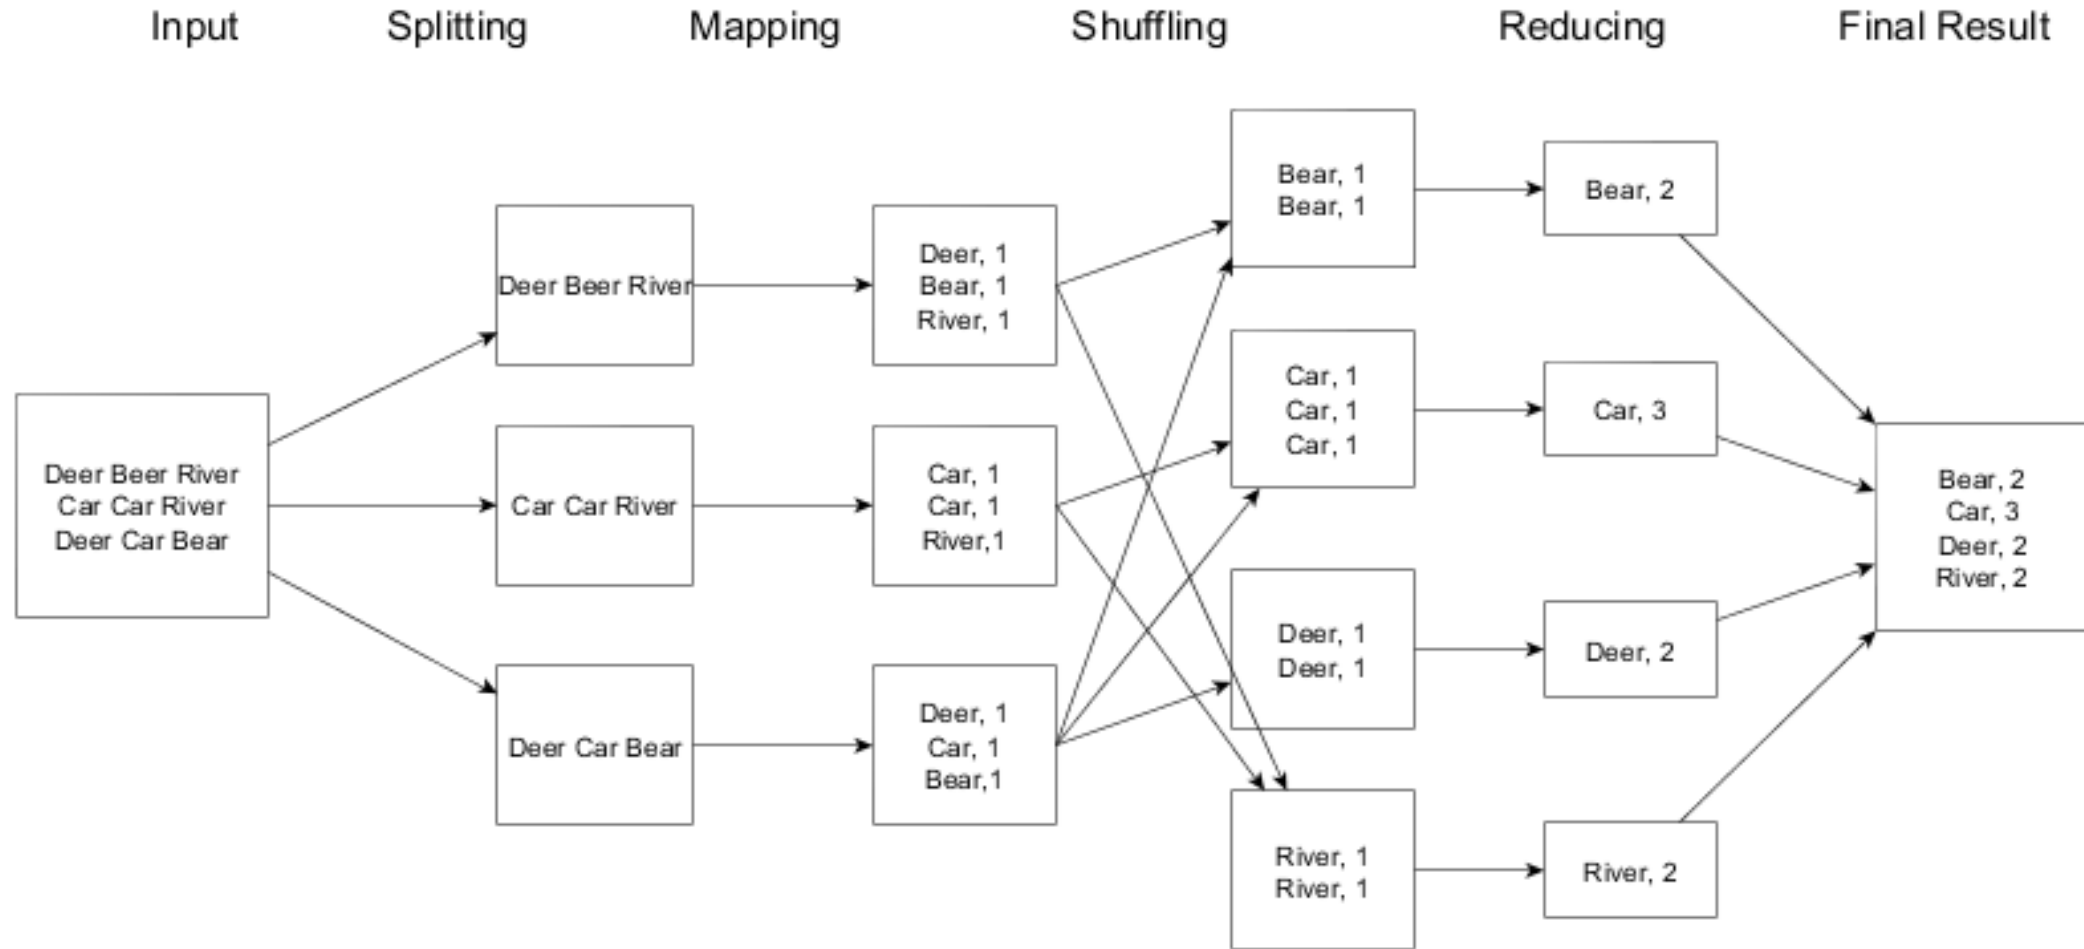 Input
Splitting
Mapping
Shuffling
Reducing
Final Result
Deer Beer River
Car Car River
Deer Car Bear
Deer Beer River
Car Car River
Deer Car Bear
Deer, 1
Bear, 1
River, 1
Car, 1
Car, 1
River,1
Deer, 1
Car, 1
Bear,1
Bear, 1
Bear, 1
Car, 1
Car, 1
Car, 1
Deer, 1
Deer, 1
River, 1
River, 1
Bear, 2
Car, 3
Deer, 2
River, 2
Bear, 2
Car, 3
Deer, 2
River, 2